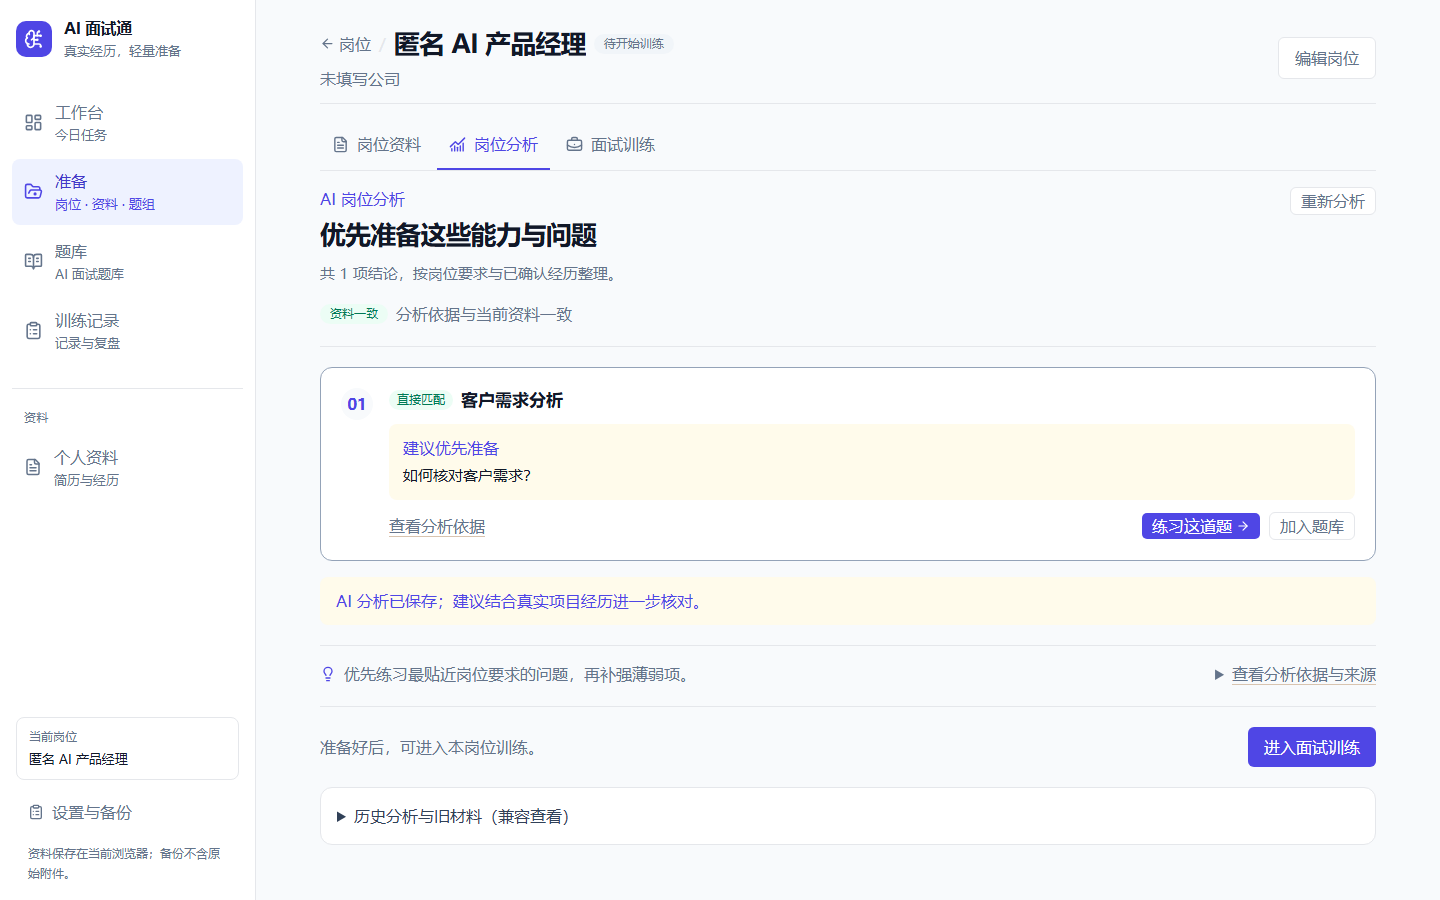 AI 面试通
真实经历，轻量准备
工作台
今日任务
准备
岗位 · 资料 · 题组
题库
AI 面试题库
训练记录
记录与复盘
资料
个人资料
简历与经历
当前岗位
匿名 AI 产品经理
设置与备份
资料保存在当前浏览器；备份不含原
始附件。
← 岗位 / 匿名 AI 产品经理 待开始训练
未填写公司
编辑岗位
岗位资料 岗位分析 面试训练
AI 岗位分析
重新分析
优先准备这些能力与问题
共 1 项结论，按岗位要求与已确认经历整理。
资料一致 分析依据与当前资料一致
01 直接匹配 客户需求分析
建议优先准备
如何核对客户需求？
查看分析依据
练习这道题 →
加入题库
AI 分析已保存；建议结合真实项目经历进一步核对。
优先练习最贴近岗位要求的问题，再补强薄弱项。
▶ 查看分析依据与来源
准备好后，可进入本岗位训练。
进入面试训练
▶ 历史分析与旧材料（兼容查看）